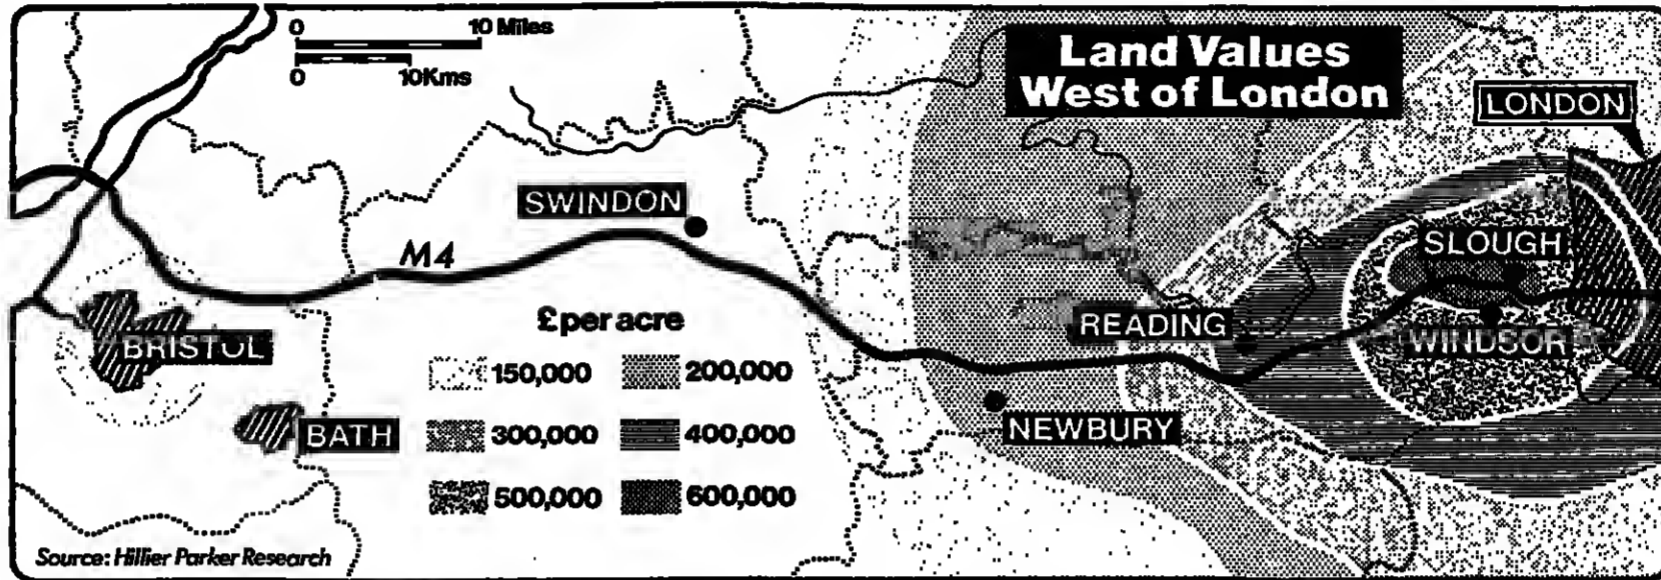 0 10 Miles
0 10Kms
Land Values
West of London
LONDON
SWINDON
M4
SLOUGH
£per acre
READING
BRISTOL
WINDSOR
150,000 200,000
NEWBURY
BATH
300,000 400,000
500,000 600,000
Source: Hillier Parker Research